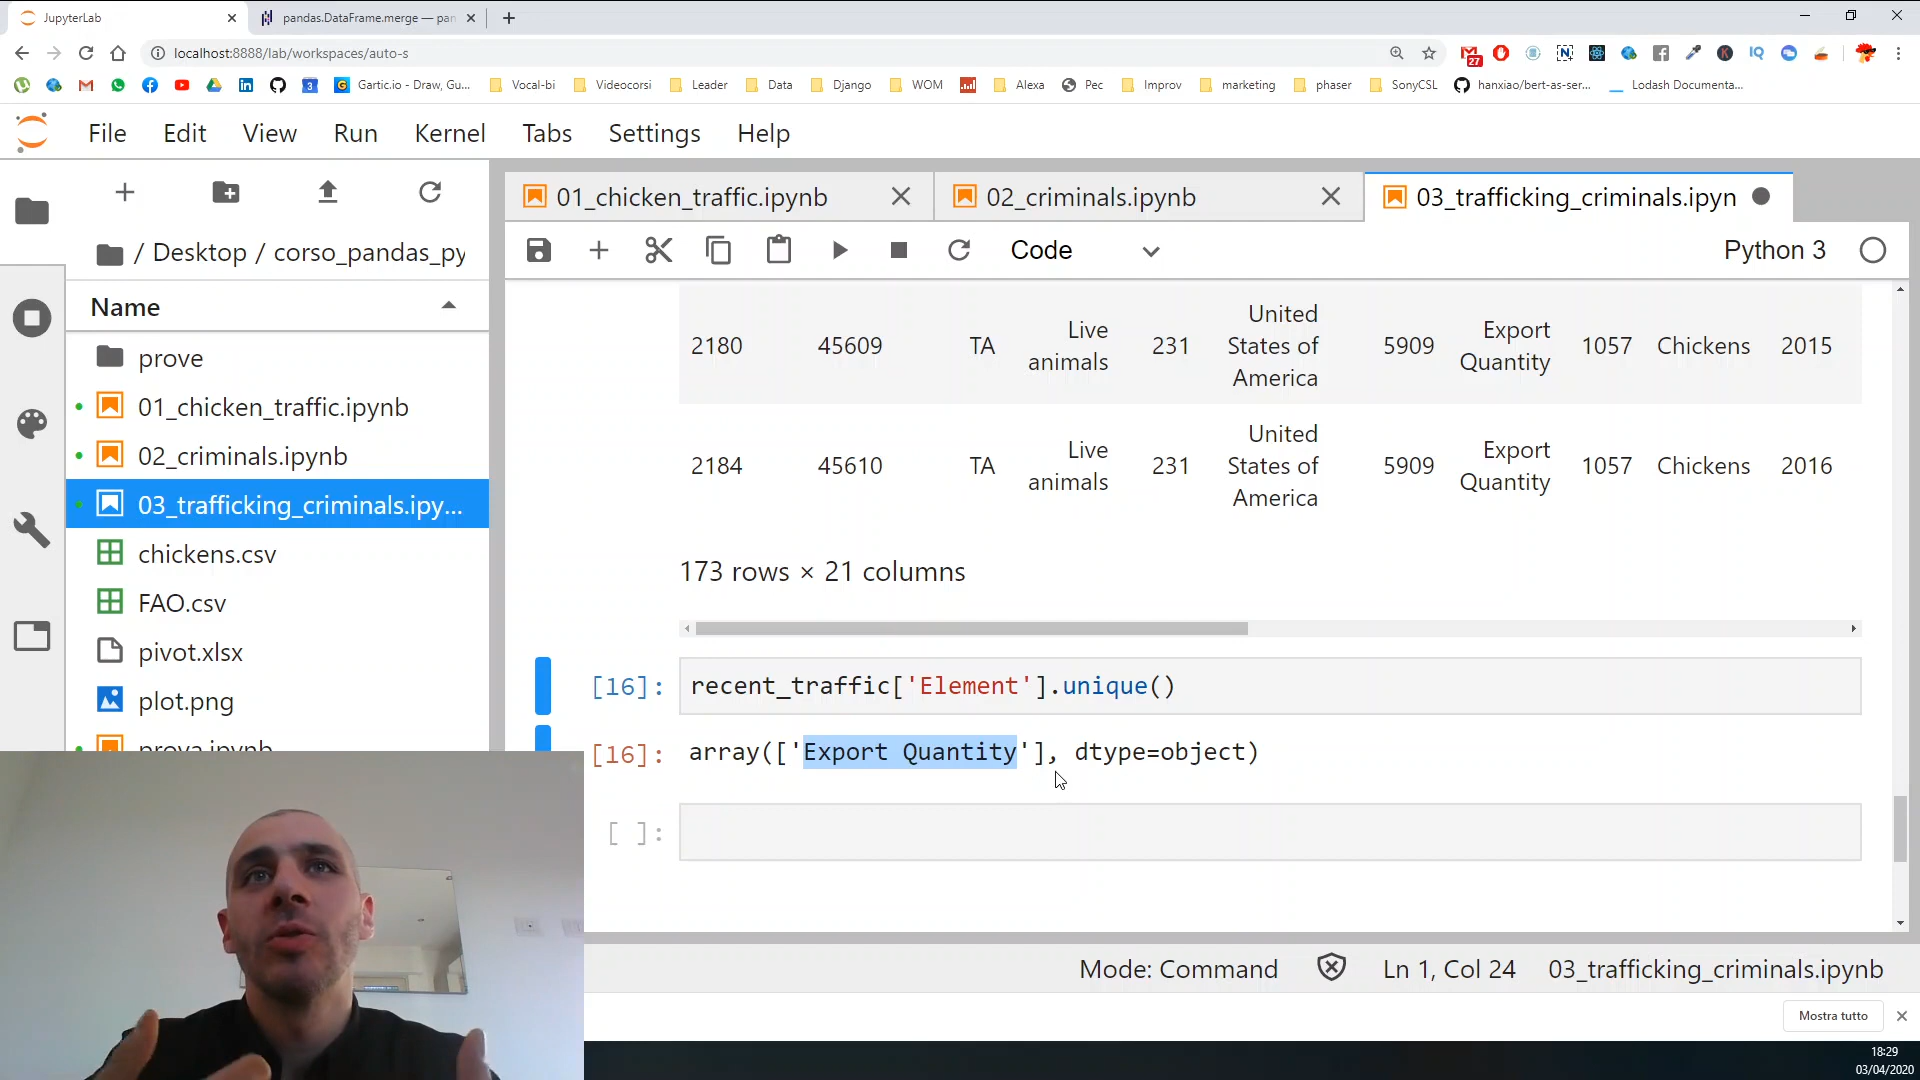 JupyterLab
pandas.DataFrame.merge — pan
localhost:8888/lab/workspaces/auto-s
27
Gartic.io - Draw, Gu...
Vocal-bi
Videocorsi
Leader
Data
Django
WOM
Alexa
Pec
Improv
marketing
phaser
SonyCSL
hanxiao/bert-as-ser...
Lodash Documenta...
File Edit View Run Kernel Tabs Settings Help
/ Desktop / corso_pandas_py
Name
prove
01_chicken_traffic.ipynb
02_criminals.ipynb
03_trafficking_criminals.ipy...
chickens.csv
FAO.csv
pivot.xlsx
plot.png
prova.ipynb
01_chicken_traffic.ipynb
02_criminals.ipynb
03_trafficking_criminals.ipyn
Code
Python 3
2180 45609 TA Live animals 231 United States of America 5909 Export Quantity 1057 Chickens 2015
2184 45610 TA Live animals 231 United States of America 5909 Export Quantity 1057 Chickens 2016
173 rows × 21 columns
[16]: recent_traffic['Element'].unique()
[16]: array(['Export Quantity'], dtype=object)
[ ]:
Mode: Command
Ln 1, Col 24
03_trafficking_criminals.ipynb
Mostra tutto
18:29
03/04/2020